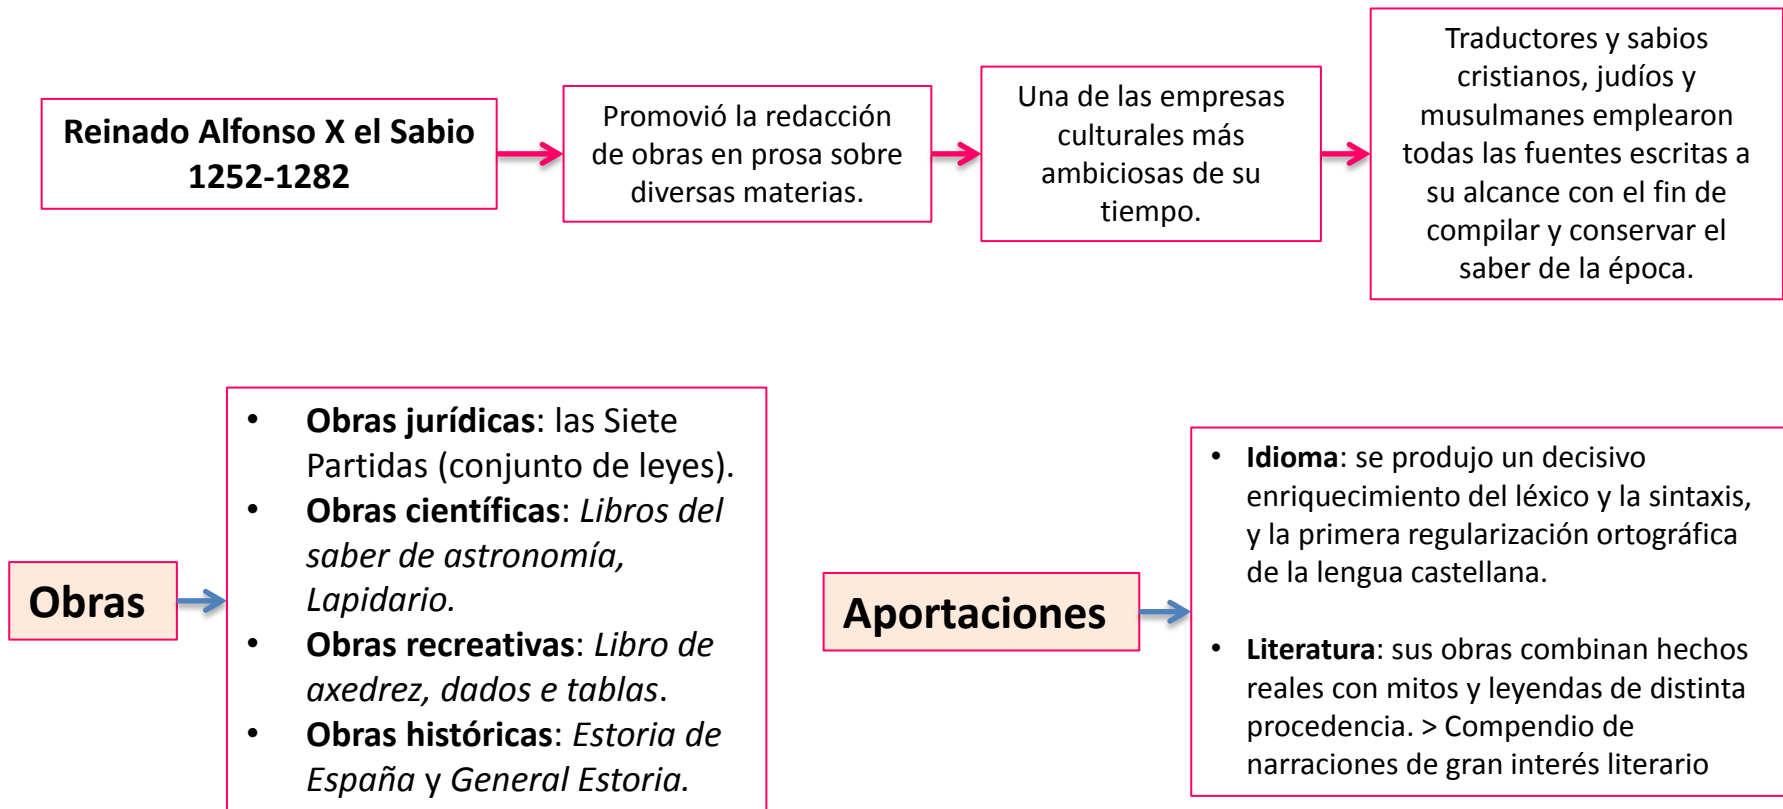 Reinado Alfonso X el Sabio
1252-1282
Promovió la redacción
de obras en prosa sobre
diversas materias.
Una de las empresas
culturales más
ambiciosas de su
tiempo.
Traductores y sabios
cristianos, judíos y
musulmanes emplearon
todas las fuentes escritas a
su alcance con el fin de
compilar y conservar el
saber de la época.
Obras
• Obras jurídicas: las Siete
Partidas (conjunto de leyes).
• Obras científicas: Libros del
saber de astronomía,
Lapidario.
• Obras recreativas: Libro de
axedrez, dados e tablas.
• Obras históricas: Estoria de
España y General Estoria.
Aportaciones
• Idioma: se produjo un decisivo
enriquecimiento del léxico y la sintaxis,
y la primera regularización ortográfica
de la lengua castellana.
• Literatura: sus obras combinan hechos
reales con mitos y leyendas de distinta
procedencia. > Compendio de
narraciones de gran interés literario